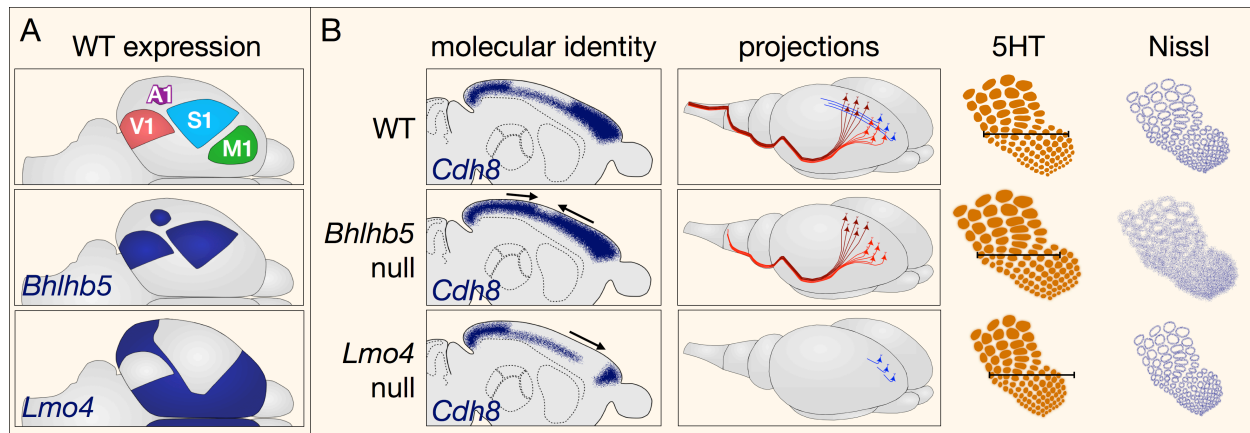 A
WT expression
A1
V1
S1
M1
Bhlhb5
Lmo4
B
molecular identity
projections
5HT
Nissl
WT
Cdh8
Bhlhb5
null
Cdh8
Lmo4
null
Cdh8